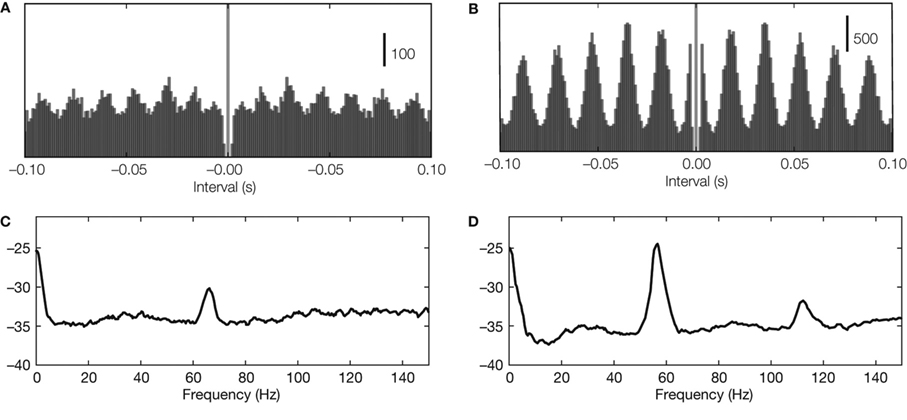 A
100
−0.10 −0.05 −0.00 −0.05 0.10
Interval (s)
B
500
−0.10 −0.05 0.00 0.05 0.10
Interval (s)
C
−25
−30
−35
−40
0 20 40 60 80 100 120 140
Frequency (Hz)
D
−25
−30
−35
−40
0 20 40 60 80 100 120 140
Frequency (Hz)